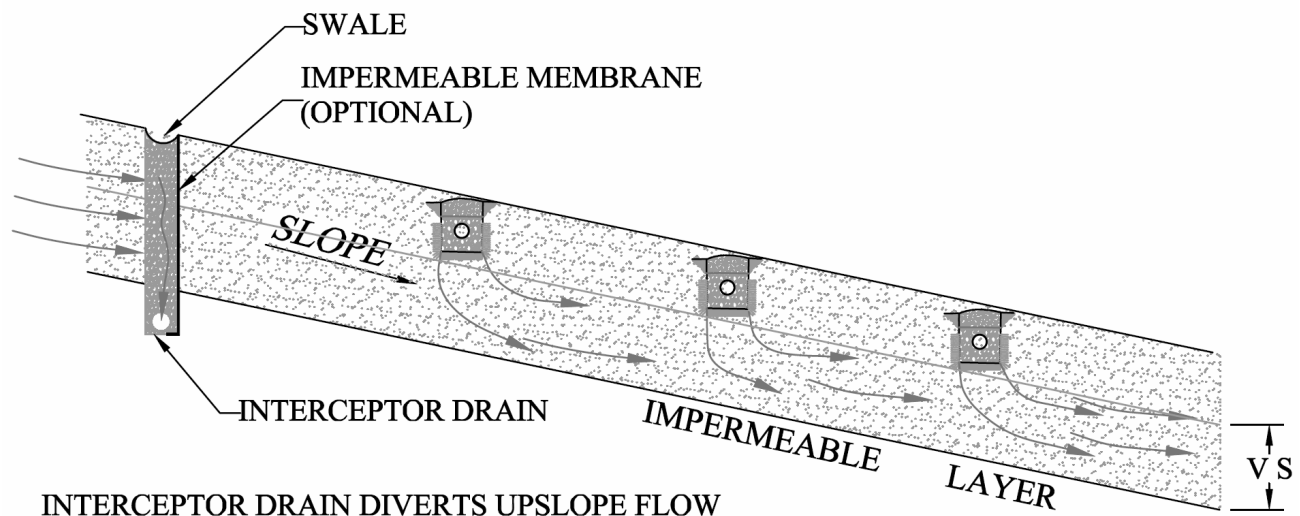 SWALE
IMPERMEABLE MEMBRANE
(OPTIONAL)
SLOPE
INTERCEPTOR DRAIN
IMPERMEABLE
LAYER
V S
INTERCEPTOR DRAIN DIVERTS UPSLOPE FLOW